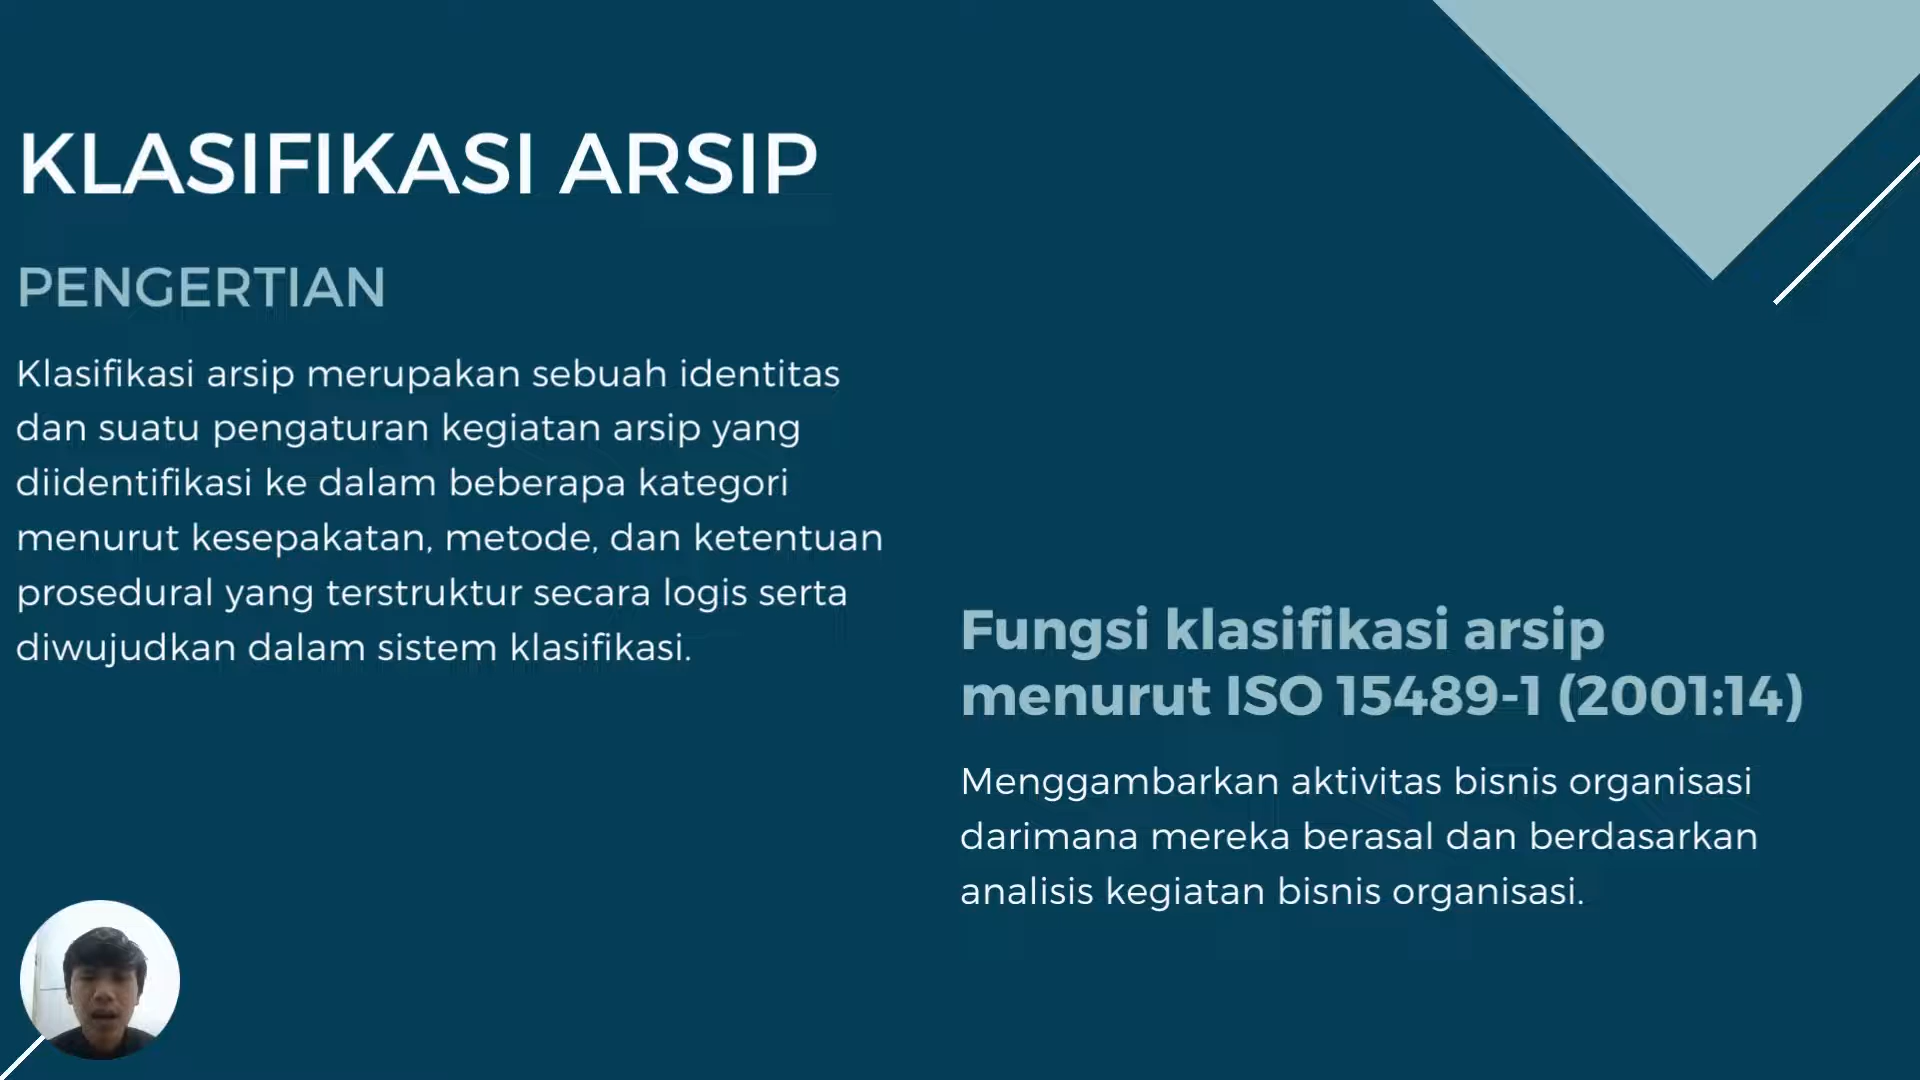 KLASIFIKASI ARSIP
PENGERTIAN
Klasifikasi arsip merupakan sebuah identitas
dan suatu pengaturan kegiatan arsip yang
diidentifikasi ke dalam beberapa kategori
menurut kesepakatan, metode, dan ketentuan
prosedural yang terstruktur secara logis serta
diwujudkan dalam sistem klasifikasi.
Fungsi klasifikasi arsip
menurut ISO 15489-1 (2001:14)
Menggambarkan aktivitas bisnis organisasi
darimana mereka berasal dan berdasarkan
analisis kegiatan bisnis organisasi.